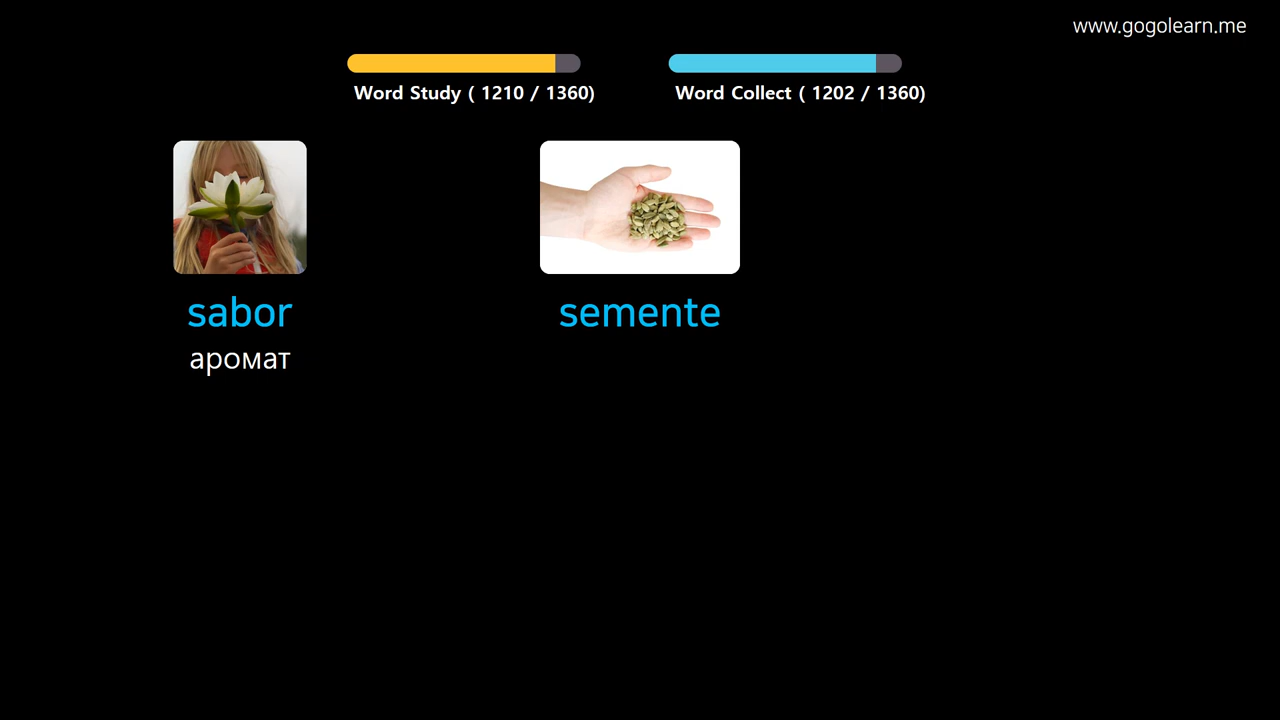 www.gogolearn.me
Word Study ( 1210 / 1360)
Word Collect ( 1202 / 1360)
sabor
аромат
semente